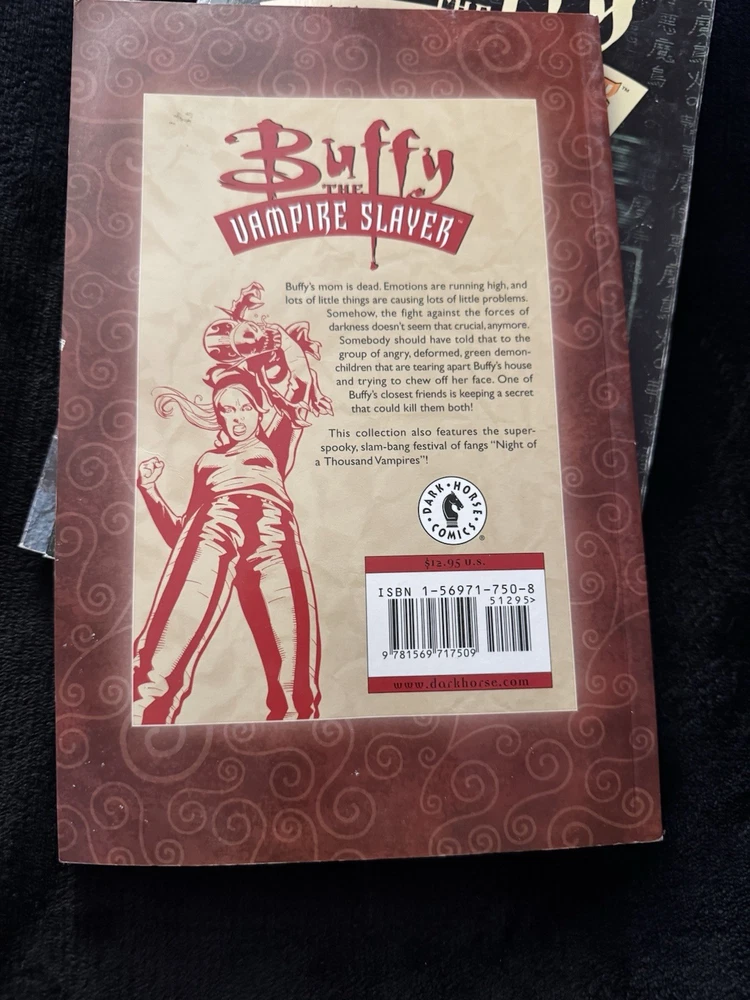 THE
Buffy
THE
VAMPIRE SLAYER™
Buffy's mom is dead. Emotions are running high, and
lots of little things are causing lots of little problems.
Somehow, the fight against the forces of
darkness doesn't seem that crucial, anymore.
Somebody should have told that to the
group of angry, deformed, green demon-
children that are tearing apart Buffy's house
and trying to chew off her face. One of
Buffy's closest friends is keeping a secret
that could kill them both!
This collection also features the super-
spooky, slam-bang festival of fangs "Night of
a Thousand Vampires"!
DARK·HORSE
COMICS®
$12.95 U.S.
ISBN 1-56971-750-8
51295>
9 781569 717509
www.darkhorse.com